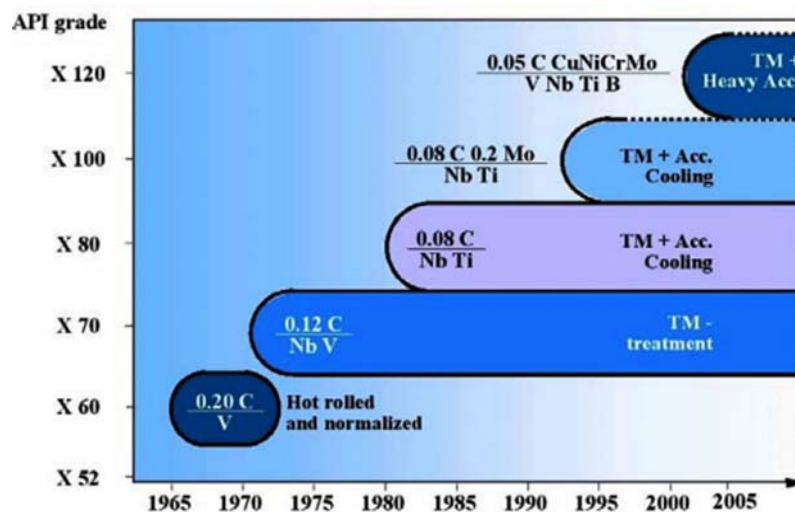 API grade
X 120
0.05 C CuNiCrMo
V Nb Ti B
TM +
Heavy Acc.
X 100
0.08 C 0.2 Mo
Nb Ti
TM + Acc.
Cooling
X 80
0.08 C
Nb Ti
TM + Acc.
Cooling
X 70
0.12 C
Nb V
TM -
treatment
X 60
0.20 C
V
Hot rolled
and normalized
X 52
1965 1970 1975 1980 1985 1990 1995 2000 2005